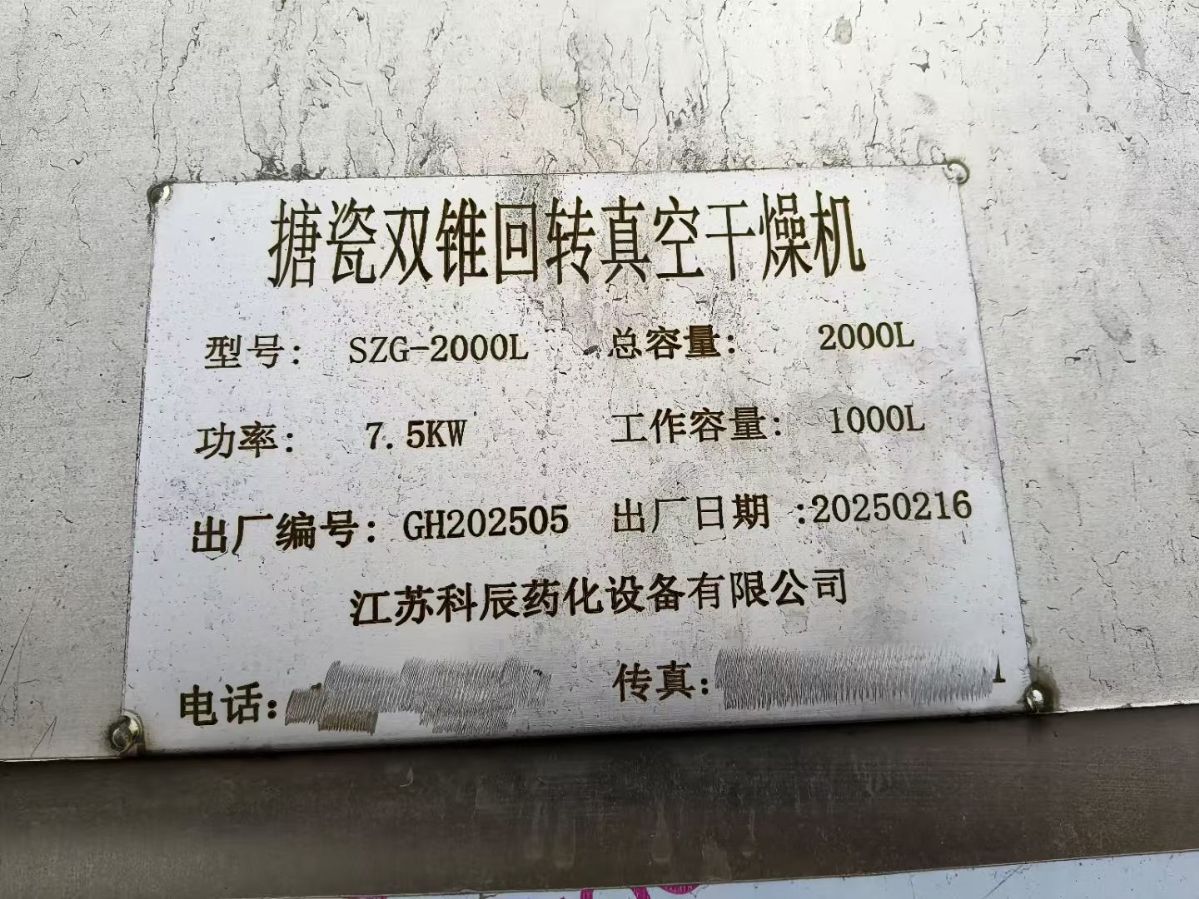 搪瓷双锥回转真空干燥机
型号: SZG-2000L 总容量: 2000L
功率: 7.5KW 工作容量: 1000L
出厂编号: GH202505 出厂日期 :20250216
江苏科辰药化设备有限公司
电话: 传真: